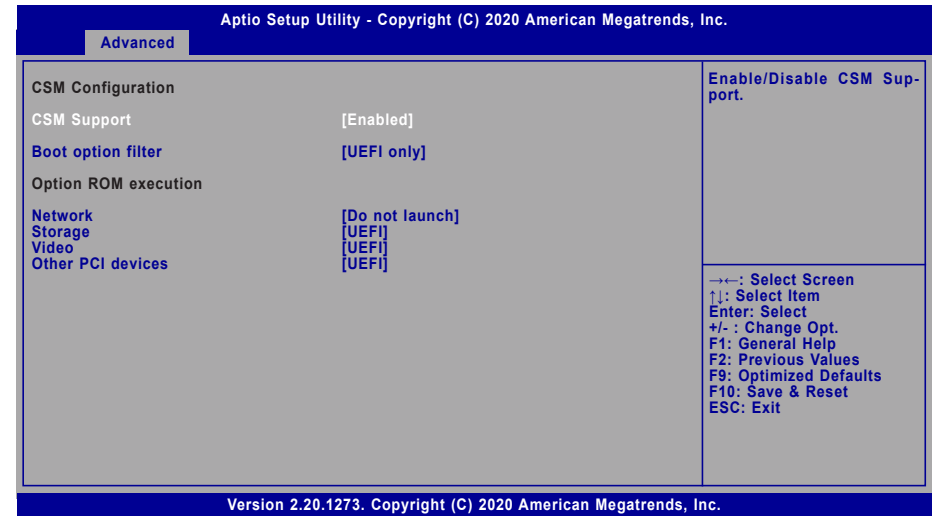 Aptio Setup Utility - Copyright (C) 2020 American Megatrends, Inc.
Advanced
CSM Configuration
CSM Support [Enabled]
Boot option filter [UEFI only]
Option ROM execution
Network [Do not launch]
Storage [UEFI]
Video [UEFI]
Other PCI devices [UEFI]
Enable/Disable CSM Sup-
port.
→←: Select Screen
↑↓: Select Item
Enter: Select
+/- : Change Opt.
F1: General Help
F2: Previous Values
F9: Optimized Defaults
F10: Save & Reset
ESC: Exit
Version 2.20.1273. Copyright (C) 2020 American Megatrends, Inc.